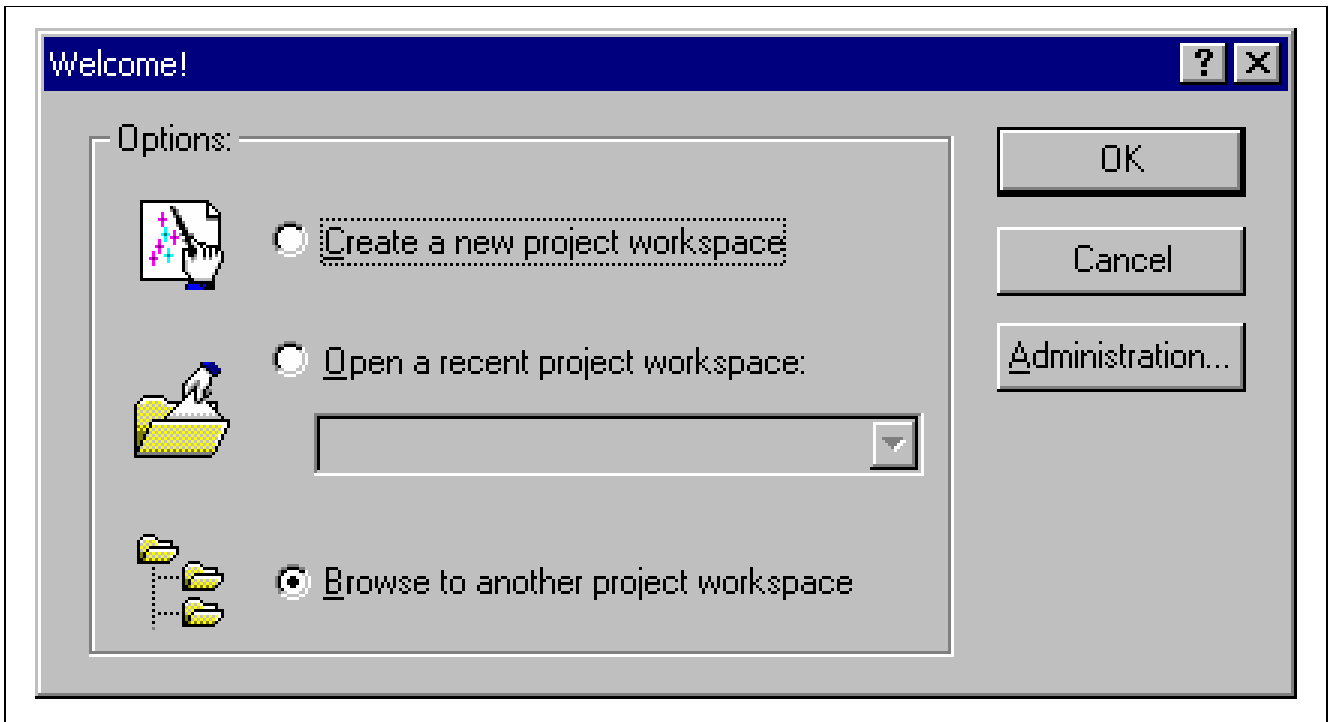 Welcome!
Options:
Create a new project workspace
Open a recent project workspace:
Browse to another project workspace
OK
Cancel
Administration...